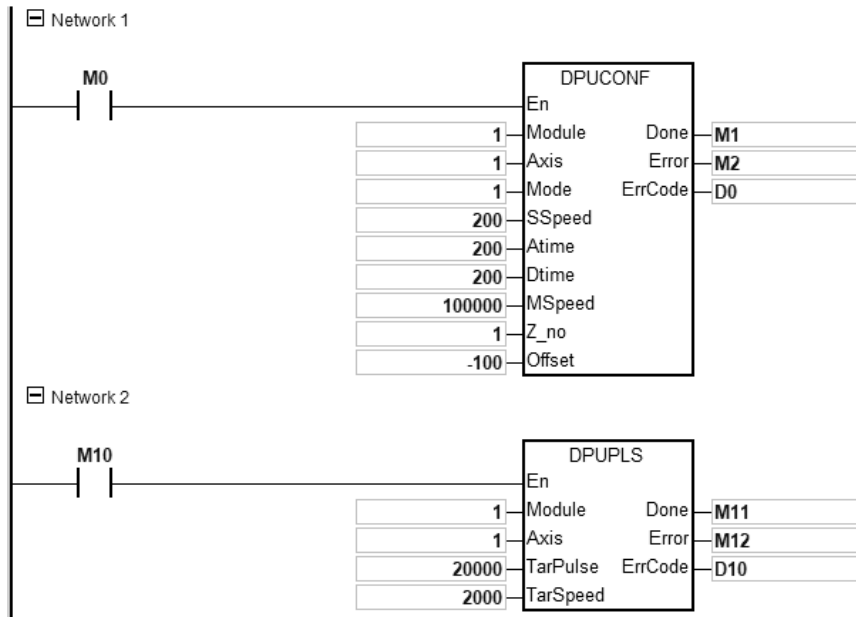 Network 1
M0
DPUCONF
En
1 Module Done M1
1 Axis Error M2
1 Mode ErrCode D0
200 SSpeed
200 Atime
200 Dtime
100000 MSpeed
1 Z_no
-100 Offset
Network 2
M10
DPUPLS
En
1 Module Done M11
1 Axis Error M12
20000 TarPulse ErrCode D10
2000 TarSpeed